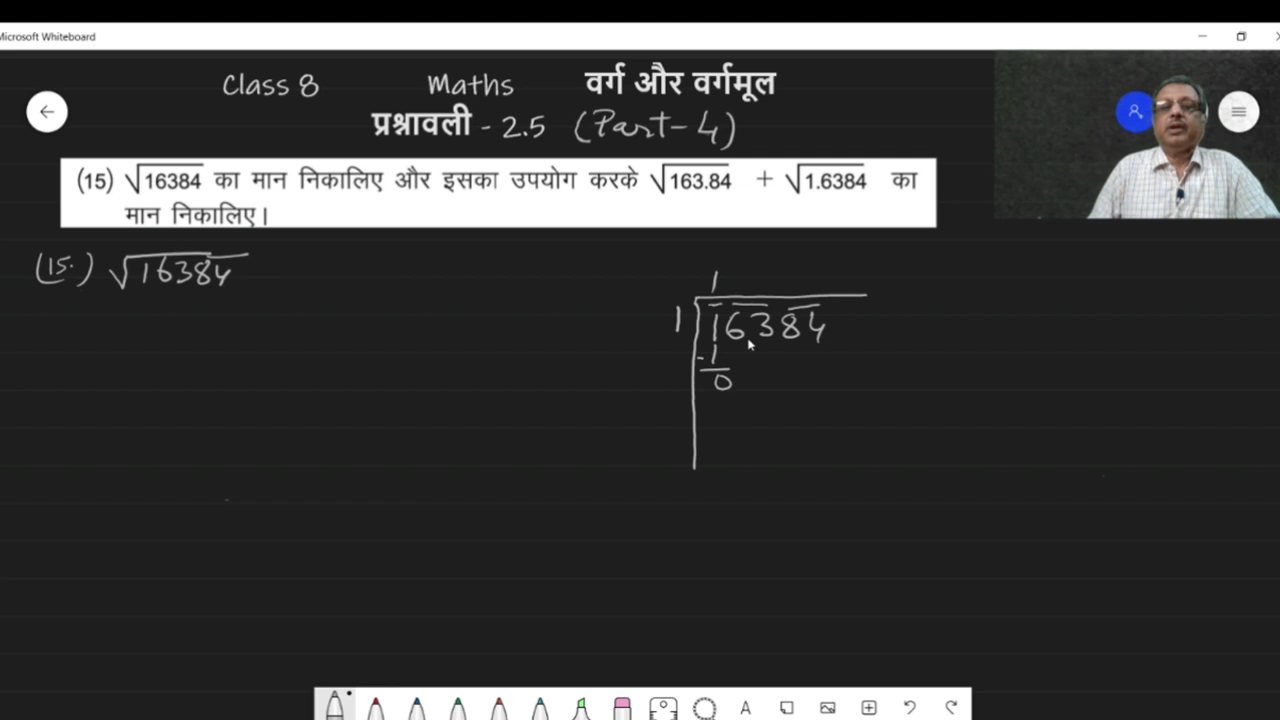 Microsoft Whiteboard
Class 8 Maths वर्ग और वर्गमूल
प्रश्नावली - 2.5 (Part-4)
(15) √16384 का मान निकालिए और इसका उपयोग करके √163.84 + √1.6384 का
मान निकालिए।
(15.) √16384
1
1 16384
-1
0
A